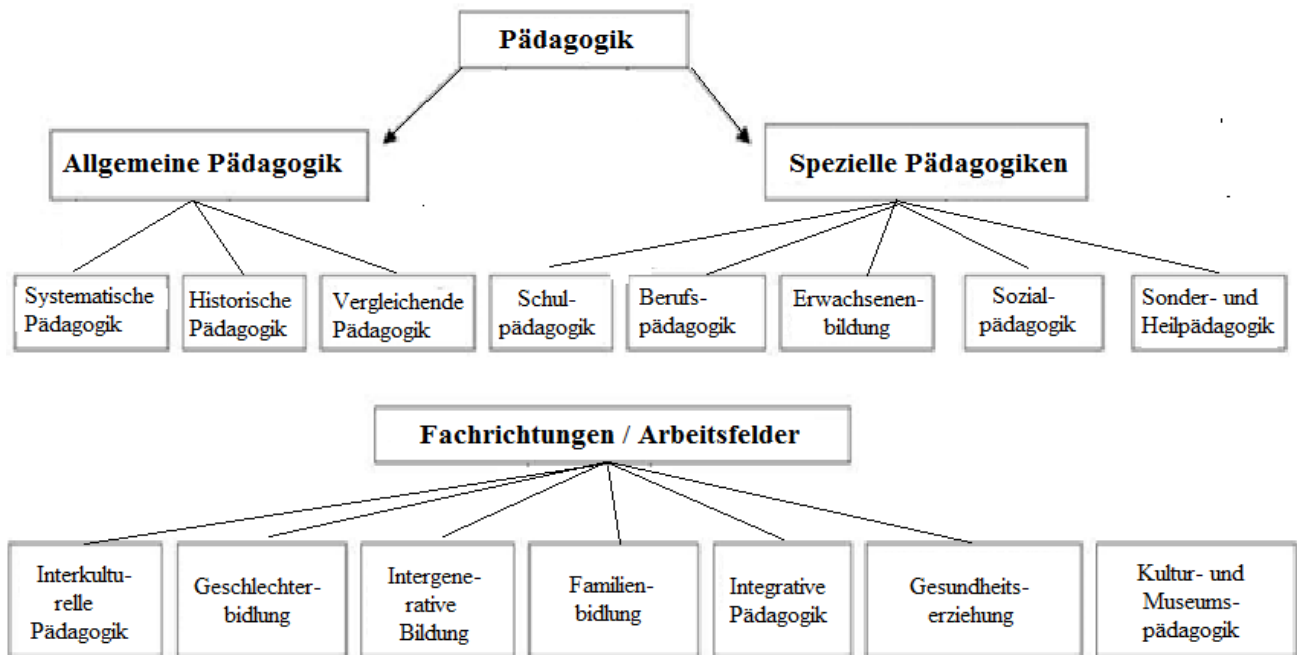 Pädagogik
Allgemeine Pädagogik
Spezielle Pädagogiken
Systematische
Pädagogik
Historische
Pädagogik
Vergleichende
Pädagogik
Schul-
pädagogik
Berufs-
pädagogik
Erwachsenen-
bildung
Sozial-
pädagogik
Sonder- und
Heilpädagogik
Fachrichtungen / Arbeitsfelder
Interkultu-
relle
Pädagogik
Geschlechter-
bidlung
Intergene-
erative
Bildung
Familien-
bidlung
Integrative
Pädagogik
Gesundheits-
erziehung
Kultur- und
Museums-
pädagogik